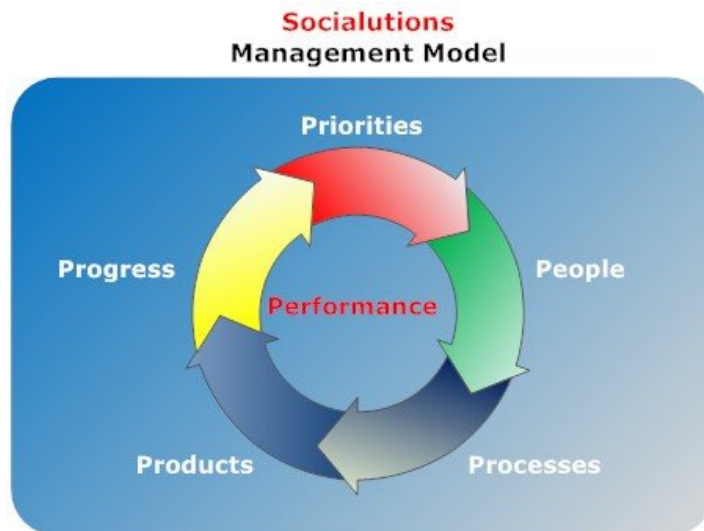 Socialutions
Management Model
Priorities
Progress
People
Performance
Products
Processes